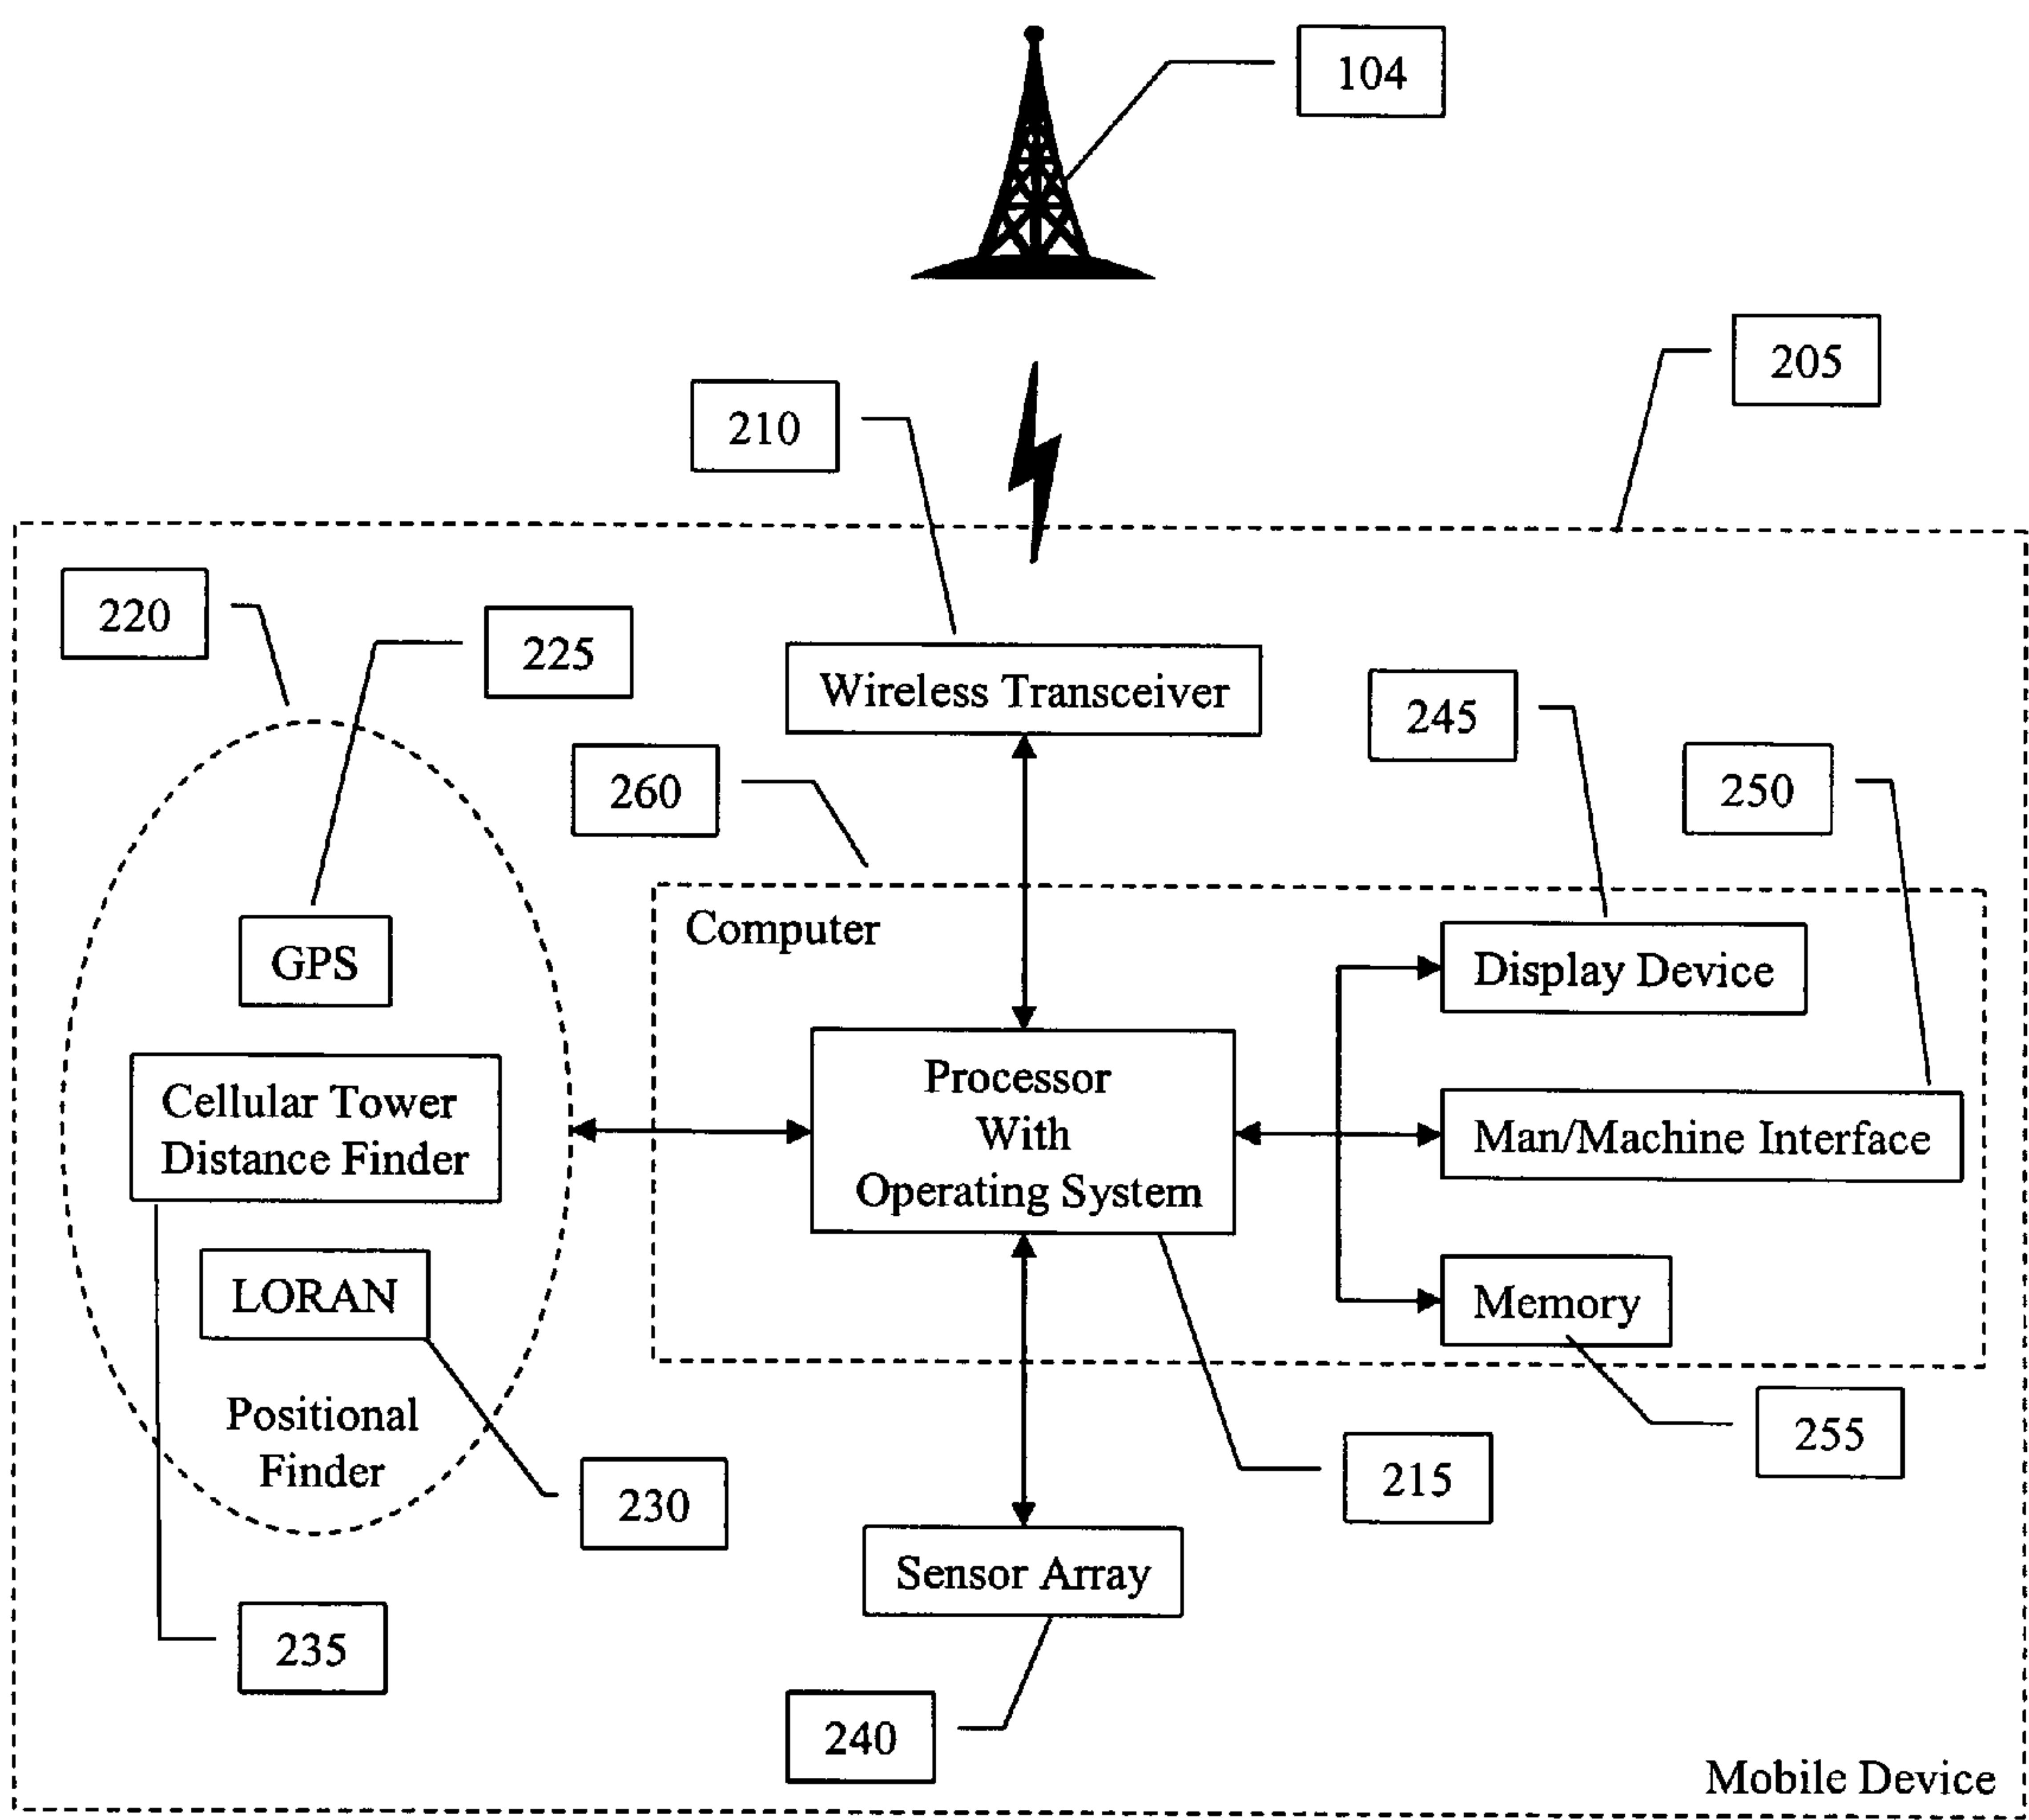 104
205
210
220
225
Wireless Transceiver
245
260
250
Computer
GPS
Display Device
Processor
With
Operating System
Cellular Tower
Distance Finder
Man/Machine Interface
LORAN
Memory
Positional
Finder
255
215
230
Sensor Array
235
240
Mobile Device